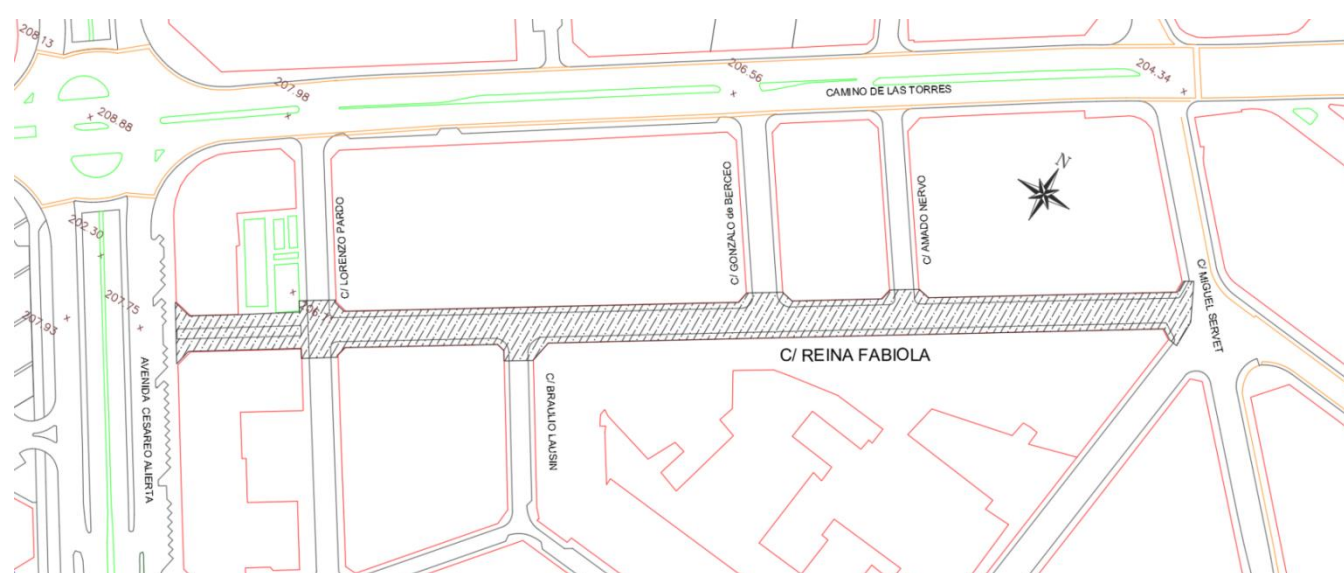 208.13
207.98
206.56
204.34
CAMINO DE LAS TORRES
208.88
N
202.30
C/ LORENZO PARDO
C/ GONZALO de BERCEO
C/ AMADO NERVO
207.75
207.93
C/ MIGUEL SERVET
C/ REINA FABIOLA
AVENIDA CESAREO ALIERTA
C/ BRAULIO LAUSIN